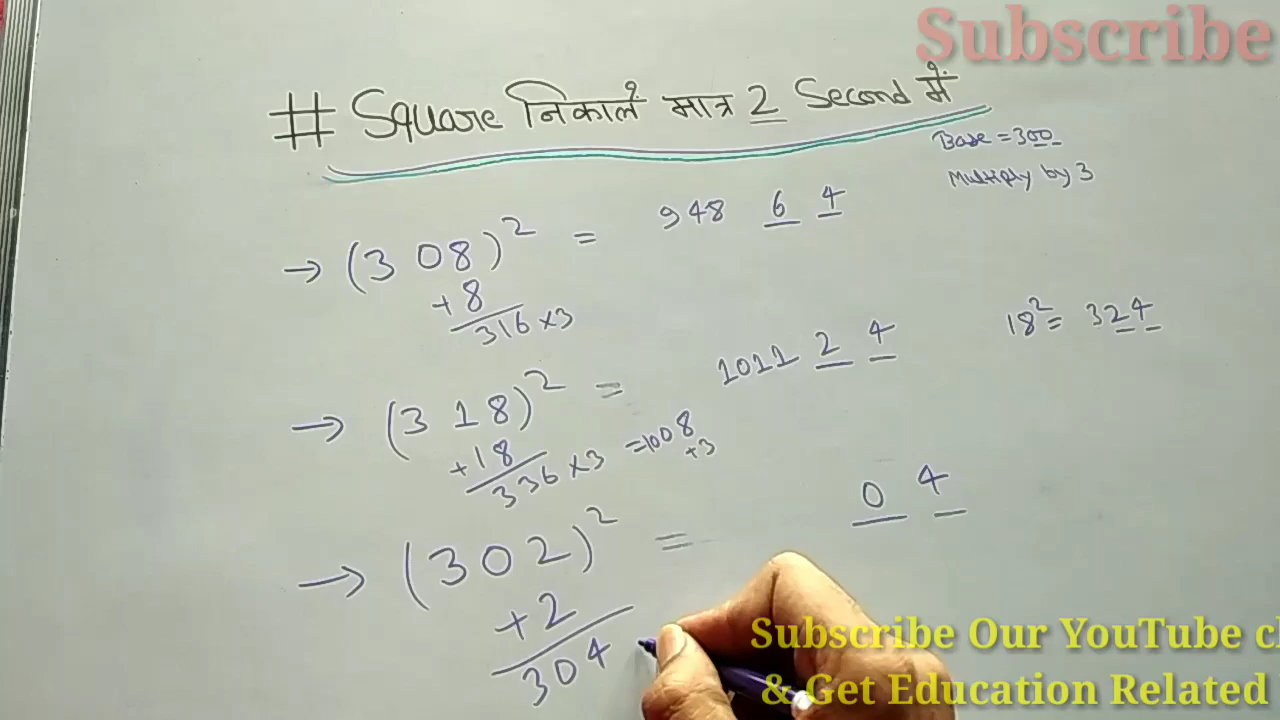 Subscribe
# Square निकालें मात्र 2 Second में
Base = 300
Multiply by 3
→ (308)² = 948 6 4
+8
316 × 3
18² = 324
→ (318)² = 1011 2 4
+18
336 × 3 = 1008
+3
→ (302)² = 0 4
+2
304
Subscribe Our YouTube c
& Get Education Related